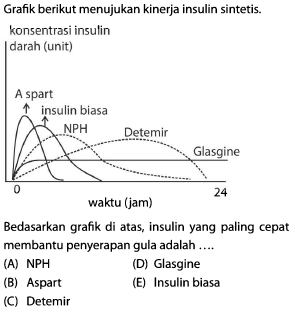 Grafik berikut menujukan kinerja insulin sintetis.
konsentrasi insulin
darah (unit)
A spart
insulin biasa
NPH
Detemir
Glasgine
0
24
waktu (jam)
Bedasarkan grafik di atas, insulin yang paling cepat
membantu penyerapan gula adalah ....
(A) NPH
(D) Glasgine
(B) Aspart
(E) Insulin biasa
(C) Detemir